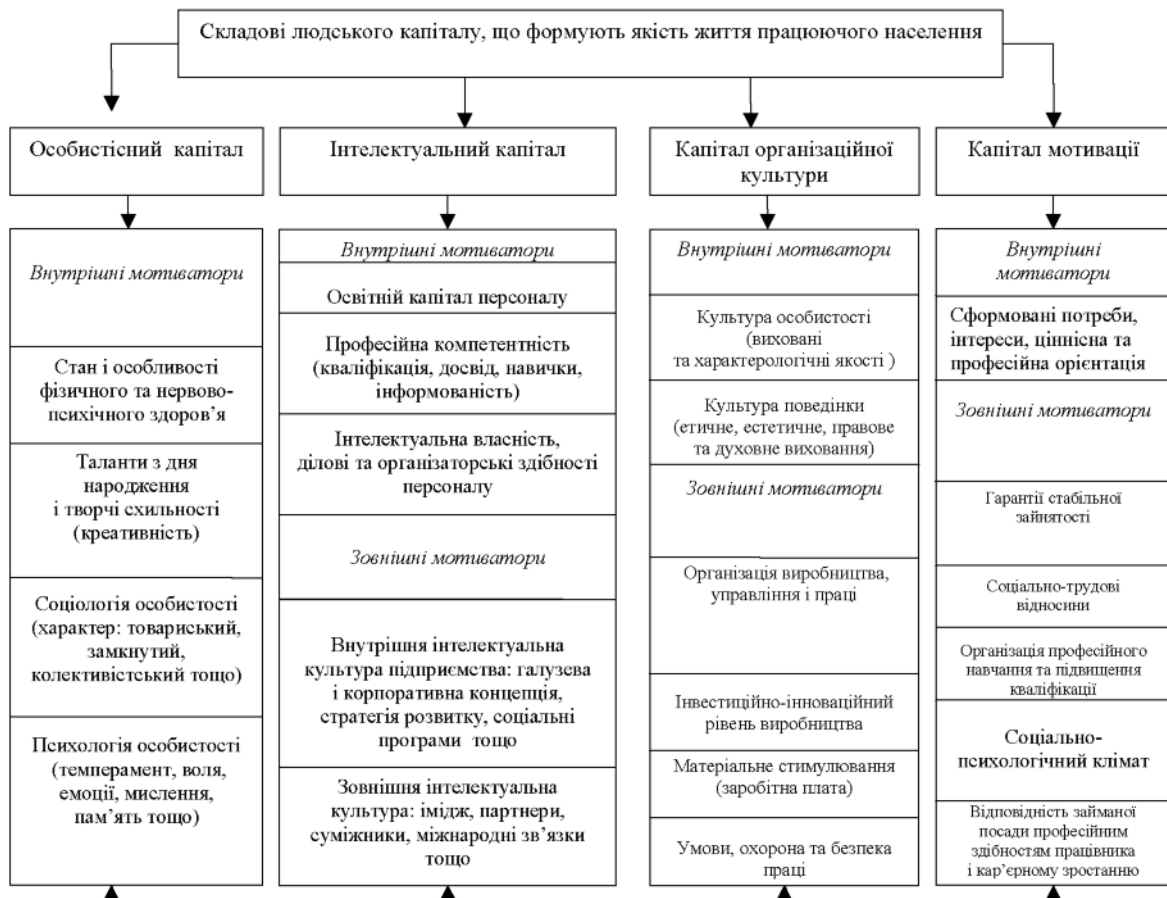 Складові людського капіталу, що формують якість життя працюючого населення
Особистісний капітал
Інтелектуальний капітал
Капітал організаційної
культури
Капітал мотивації
Внутрішні мотиватори
Стан і особливості
фізичного та нервово-
психічного здоров’я
Таланти з дня
народження
і творчі схильності
(креативність)
Соціологія особистості
(характер: товариський,
замкнутий,
колективістський тощо)
Психологія особистості
(темперамент, воля,
емоції, мислення,
пам’ять тощо)
Внутрішні мотиватори
Освітній капітал персоналу
Професійна компетентність
(кваліфікація, досвід, навички,
інформованість)
Інтелектуальна власність,
ділові та організаторські здібності
персоналу
Зовнішні мотиватори
Внутрішня інтелектуальна
культура підприємства: галузева
і корпоративна концепція,
стратегія розвитку, соціальні
програми тощо
Зовнішня інтелектуальна
культура: імідж, партнери,
суміжники, міжнародні зв’язки
тощо
Внутрішні мотиватори
Культура особистості
(виховані
та характерологічні якості )
Культура поведінки
(етичне, естетичне, правове
та духовне виховання)
Зовнішні мотиватори
Організація виробництва,
управління і праці
Інвестиційно-інноваційний
рівень виробництва
Матеріальне стимулювання
(заробітна плата)
Умови, охорона та безпека
праці
Внутрішні
мотиватори
Сформовані потреби,
інтереси, ціннісна та
професійна орієнтація
Зовнішні мотиватори
Гарантії стабільної
зайнятості
Соціально-трудові
відносини
Організація професійного
навчання та підвищення
кваліфікації
Соціально-
психологічний клімат
Відповідність займаної
посади професійним
здібностям працівника
і кар’єрному зростанню